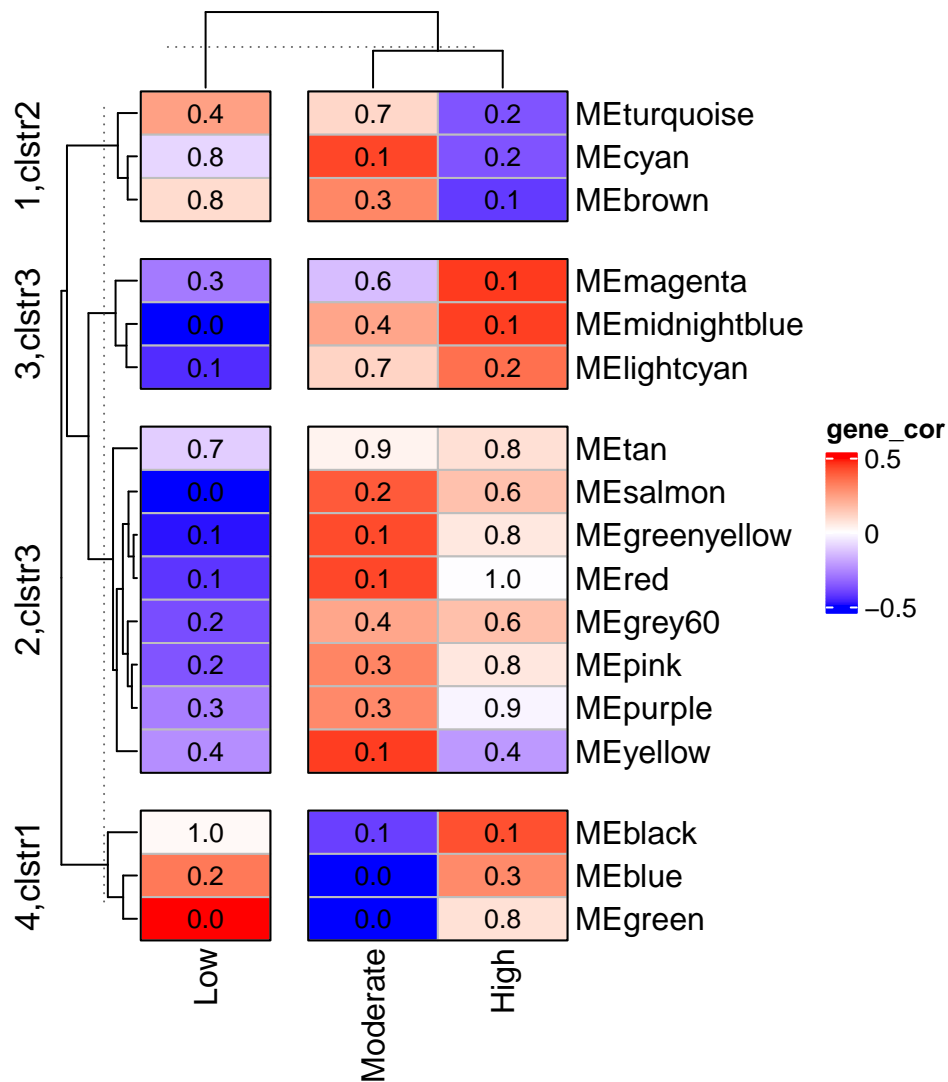 1,clstr2
0.4 0.7 0.2 MEturquoise
0.8 0.1 0.2 MEcyan
0.8 0.3 0.1 MEbrown
3,clstr3
0.3 0.6 0.1 MEmagenta
0.0 0.4 0.1 MEmidnightblue
0.1 0.7 0.2 MElightcyan
2,clstr3
0.7 0.9 0.8 MEtan
0.0 0.2 0.6 MEsalmon
0.1 0.1 0.8 MEgreenyellow
0.1 0.1 1.0 MEred
0.2 0.4 0.6 MEgrey60
0.2 0.3 0.8 MEpink
0.3 0.3 0.9 MEpurple
0.4 0.1 0.4 MEyellow
4,clstr1
1.0 0.1 0.1 MEblack
0.2 0.0 0.3 MEblue
0.0 0.0 0.8 MEgreen
Low Moderate High
gene_cor
0.5
0
−0.5